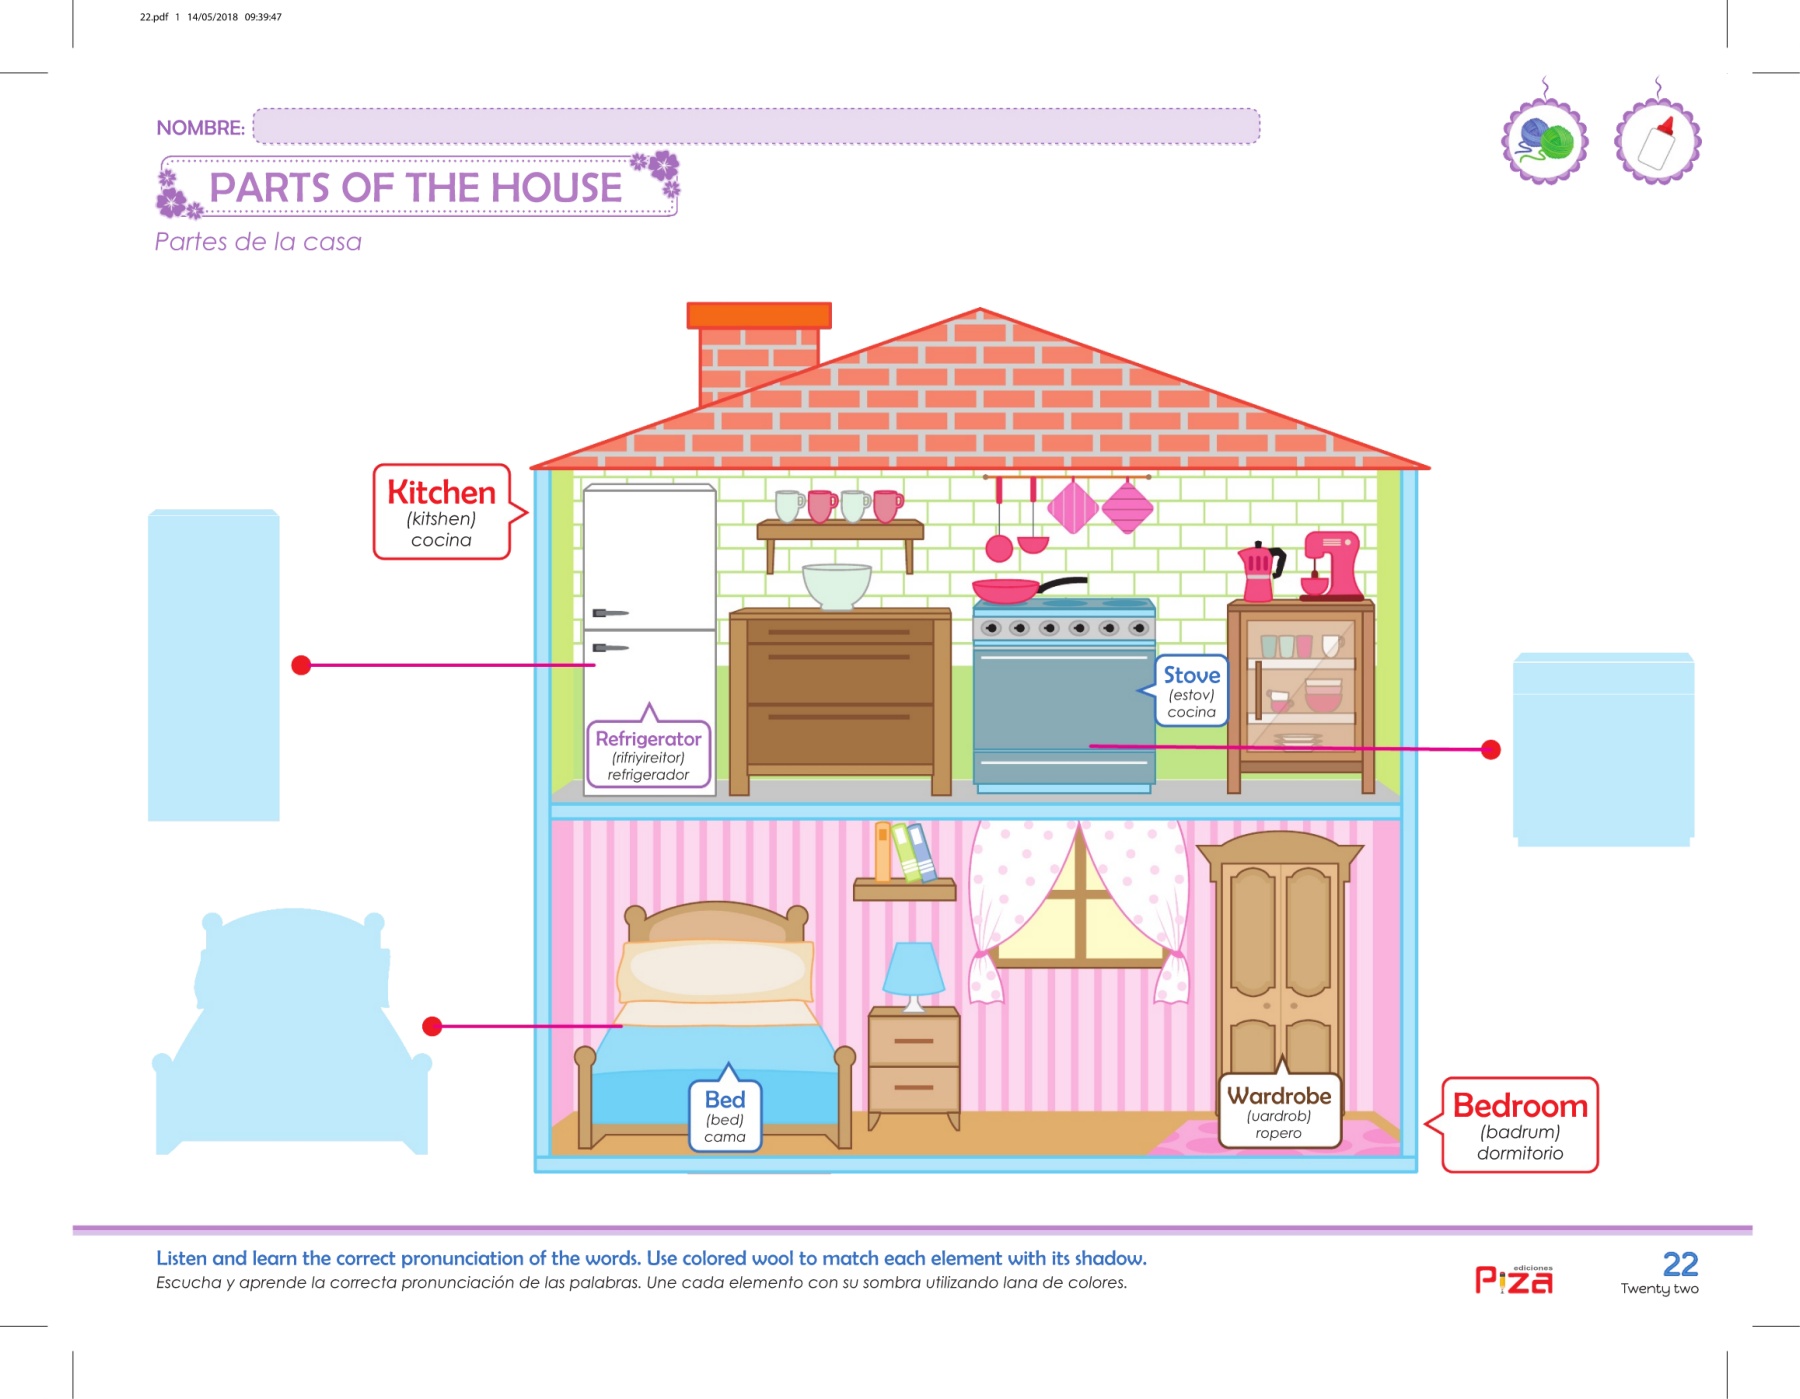 22.pdf 1 14/05/2018 09:39:47
NOMBRE:
PARTS OF THE HOUSE
Partes de la casa
Kitchen
(kitshen)
cocina
Refrigerator
(rifriyireitor)
refrigerador
Stove
(estov)
cocina
Bed
(bed)
cama
Wardrobe
(uardrob)
ropero
Bedroom
(badrum)
dormitorio
Listen and learn the correct pronunciation of the words. Use colored wool to match each element with its shadow.
Escucha y aprende la correcta pronunciación de las palabras. Une cada elemento con su sombra utilizando lana de colores.
ediciones
Piza
22
Twenty two